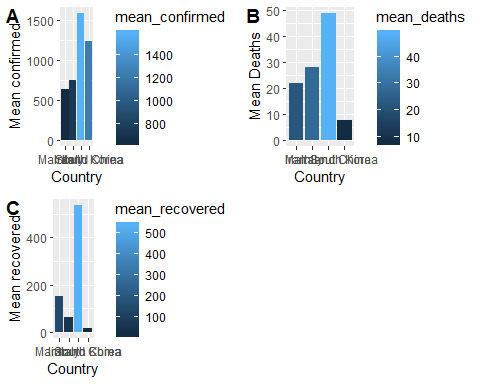 A
Mean confirmed
1500
1000
500
0
Country
mean_confirmed
1400
1200
1000
800
B
Mean Deaths
50
40
30
20
10
0
Country
mean_deaths
40
30
20
10
C
Mean recovered
400
200
0
Country
mean_recovered
500
400
300
200
100